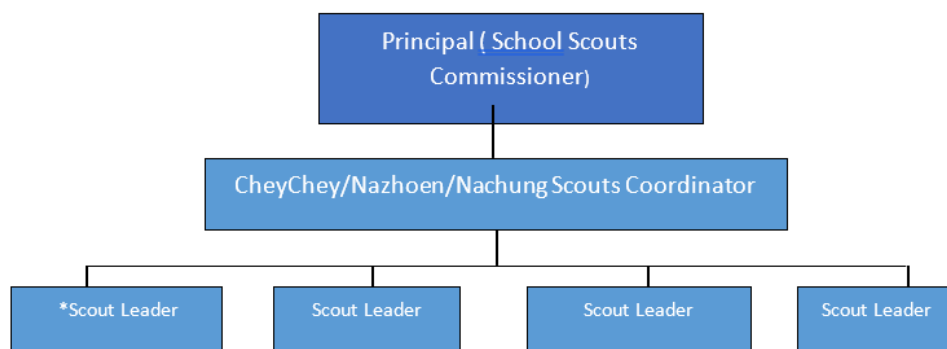 Principal ( School Scouts
Commissioner)
CheyChey/Nazhoen/Nachung Scouts Coordinator
*Scout Leader
Scout Leader
Scout Leader
Scout Leader